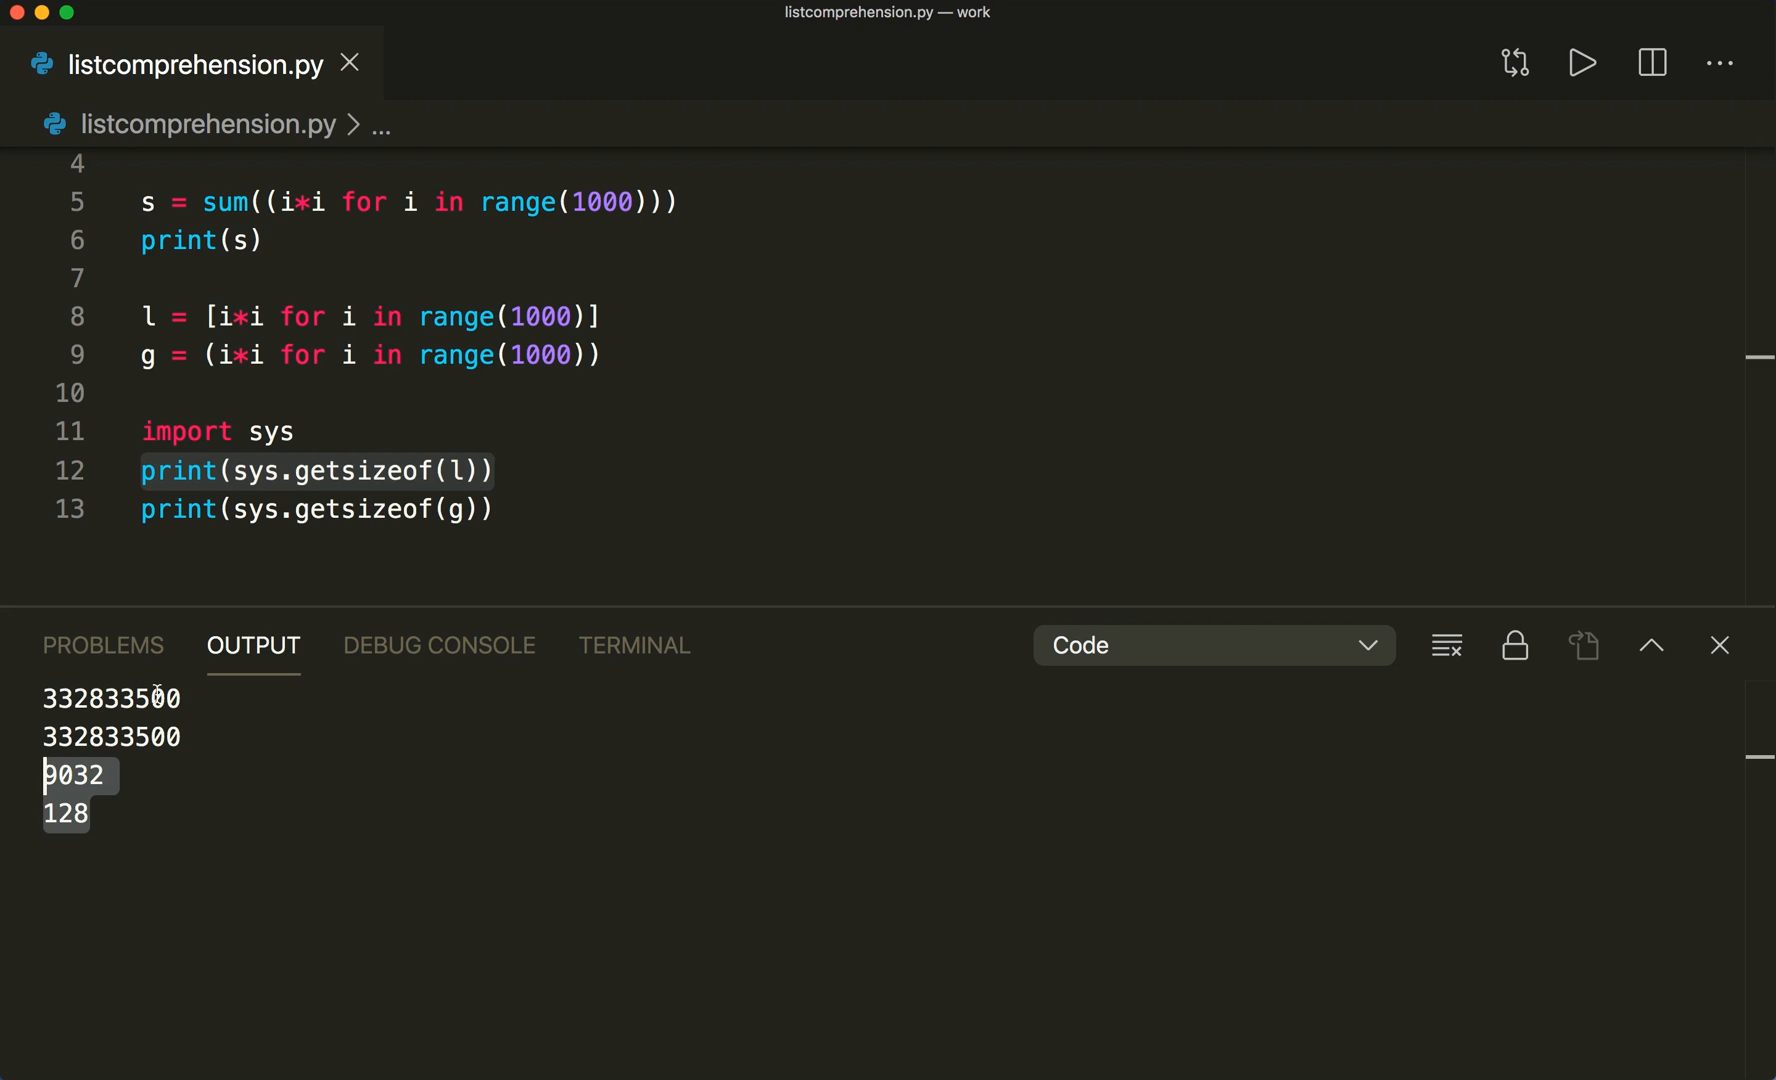 listcomprehension.py — work
listcomprehension.py
listcomprehension.py > ...
4
5 s = sum((i*i for i in range(1000)))
6 print(s)
7
8 l = [i*i for i in range(1000)]
9 g = (i*i for i in range(1000))
10
11 import sys
12 print(sys.getsizeof(l))
13 print(sys.getsizeof(g))
PROBLEMS OUTPUT DEBUG CONSOLE TERMINAL Code
332833500
332833500
9032
128